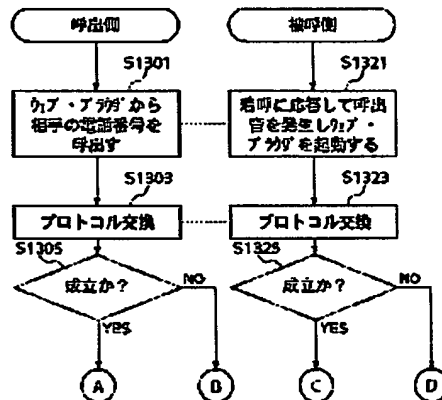 呼出側
被呼側
S1301
S1321
ウェブ・ブラウザから
相手の電話番号を
呼出す
着呼に応答して呼出
音を発生しウェブ・
ブラウザを起動する
S1303
S1323
プロトコル交換
プロトコル交換
S1305
S1325
成立か?
NO
成立か?
NO
YES
YES
A
B
C
D